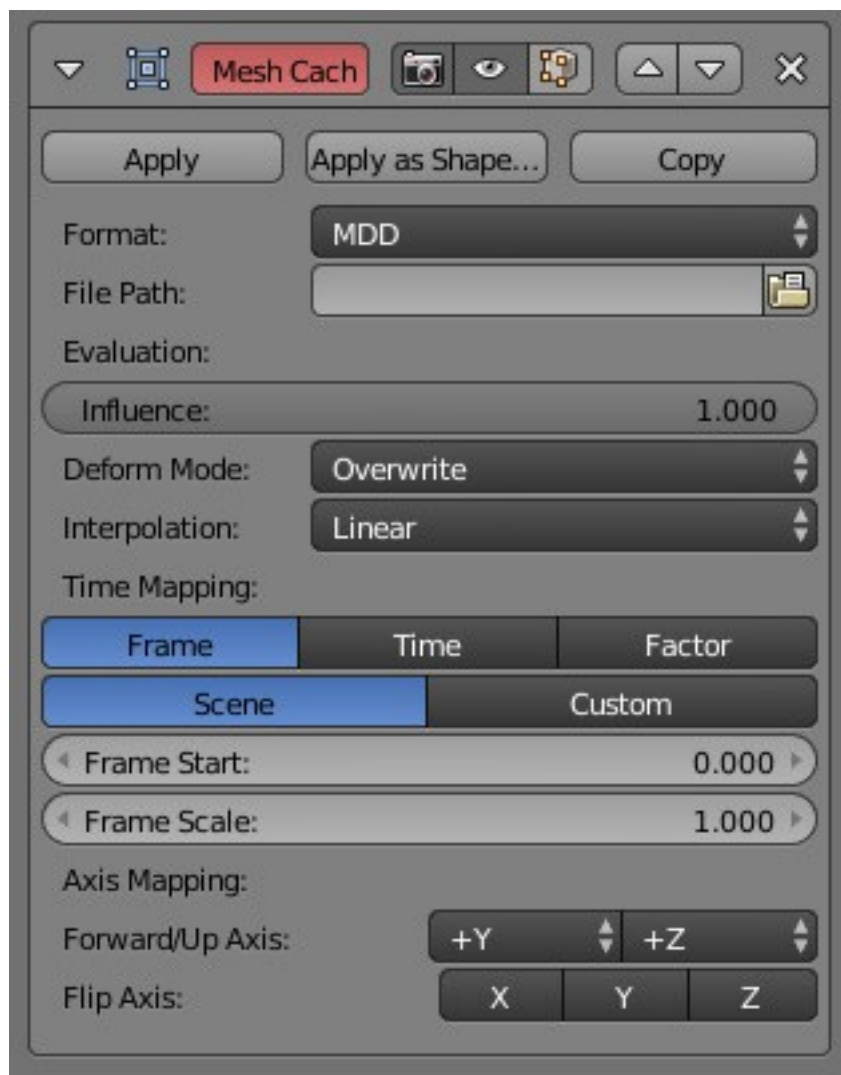 Mesh Cach
Apply Apply as Shape... Copy
Format: MDD
File Path:
Evaluation:
Influence: 1.000
Deform Mode: Overwrite
Interpolation: Linear
Time Mapping:
Frame Time Factor
Scene Custom
Frame Start: 0.000
Frame Scale: 1.000
Axis Mapping:
Forward/Up Axis: +Y +Z
Flip Axis: X Y Z